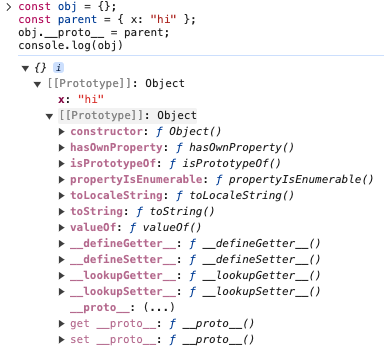 > const obj = {};
const parent = { x: "hi" };
obj.__proto__ = parent;
console.log(obj)
▼ {} i
▼ [[Prototype]]: Object
x: "hi"
▼ [[Prototype]]: Object
▶ constructor: ƒ Object()
▶ hasOwnProperty: ƒ hasOwnProperty()
▶ isPrototypeOf: ƒ isPrototypeOf()
▶ propertyIsEnumerable: ƒ propertyIsEnumerable()
▶ toLocaleString: ƒ toLocaleString()
▶ toString: ƒ toString()
▶ valueOf: ƒ valueOf()
▶ __defineGetter__: ƒ __defineGetter__()
▶ __defineSetter__: ƒ __defineSetter__()
▶ __lookupGetter__: ƒ __lookupGetter__()
▶ __lookupSetter__: ƒ __lookupSetter__()
__proto__: (...)
▶ get __proto__: ƒ __proto__()
▶ set __proto__: ƒ __proto__()